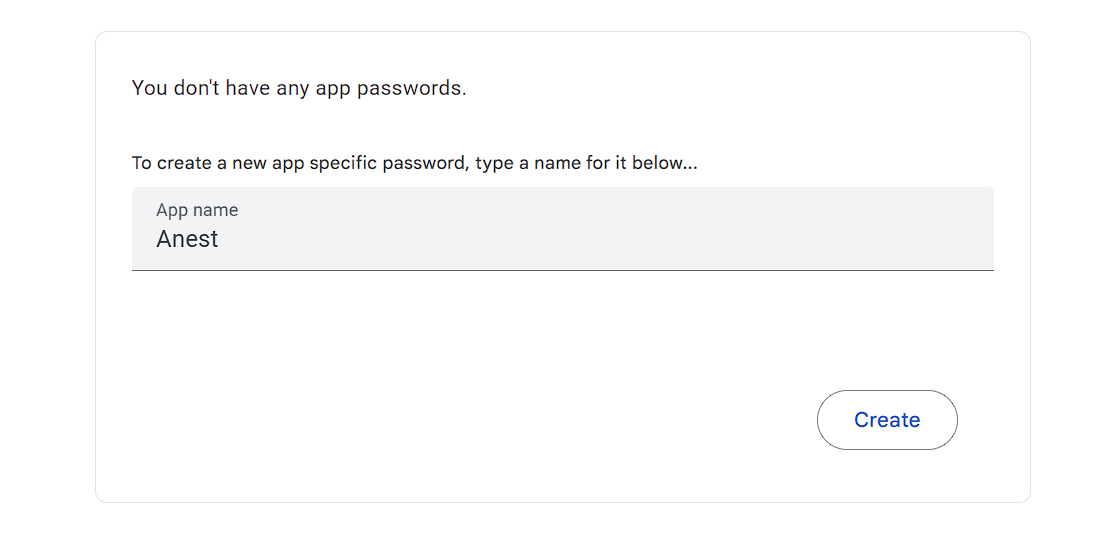 You don't have any app passwords.
To create a new app specific password, type a name for it below...
App name
Anest
Create